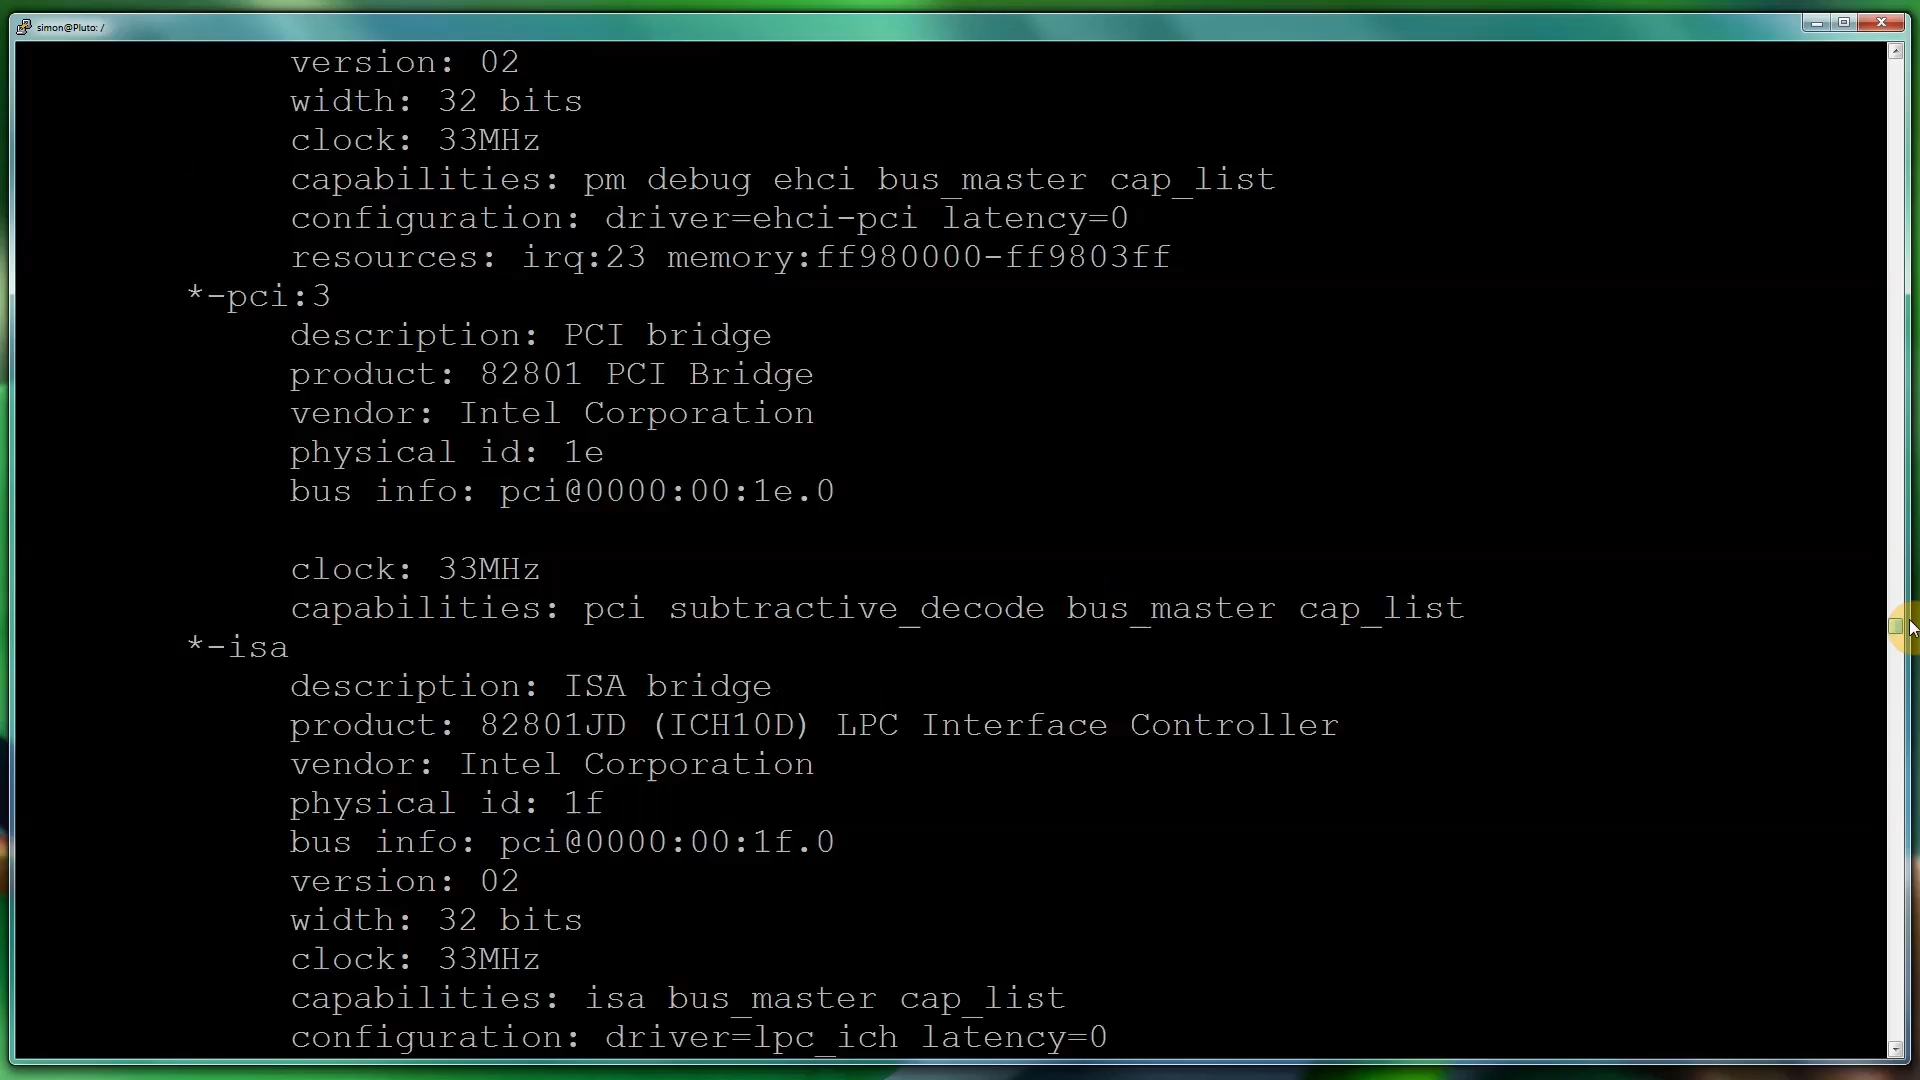 simon@Pluto: /
version: 02
width: 32 bits
clock: 33MHz
capabilities: pm debug ehci bus_master cap_list
configuration: driver=ehci-pci latency=0
resources: irq:23 memory:ff980000-ff9803ff
*-pci:3
description: PCI bridge
product: 82801 PCI Bridge
vendor: Intel Corporation
physical id: 1e
bus info: pci@0000:00:1e.0
clock: 33MHz
capabilities: pci subtractive_decode bus_master cap_list
*-isa
description: ISA bridge
product: 82801JD (ICH10D) LPC Interface Controller
vendor: Intel Corporation
physical id: 1f
bus info: pci@0000:00:1f.0
version: 02
width: 32 bits
clock: 33MHz
capabilities: isa bus_master cap_list
configuration: driver=lpc_ich latency=0